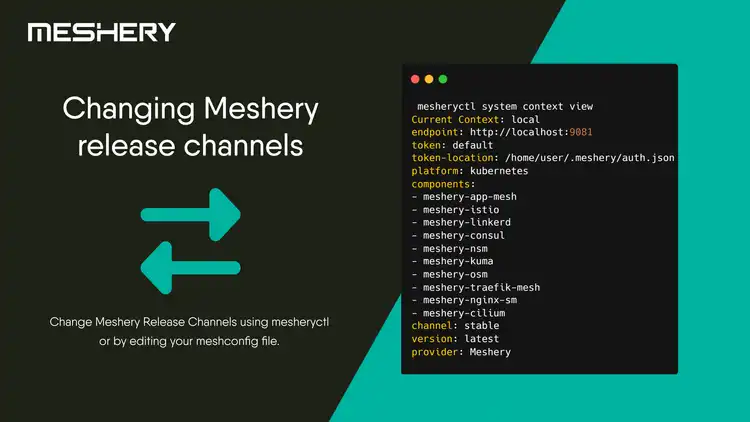 MESHERY
Changing Meshery
release channels
Change Meshery Release Channels using mesheryctl
or by editing your meshconfig file.
mesheryctl system context view
Current Context: local
endpoint: http://localhost:9081
token: default
token-location: /home/user/.meshery/auth.json
platform: kubernetes
components:
- meshery-app-mesh
- meshery-istio
- meshery-linkerd
- meshery-consul
- meshery-nsm
- meshery-kuma
- meshery-osm
- meshery-traefik-mesh
- meshery-nginx-sm
- meshery-cilium
channel: stable
version: latest
provider: Meshery